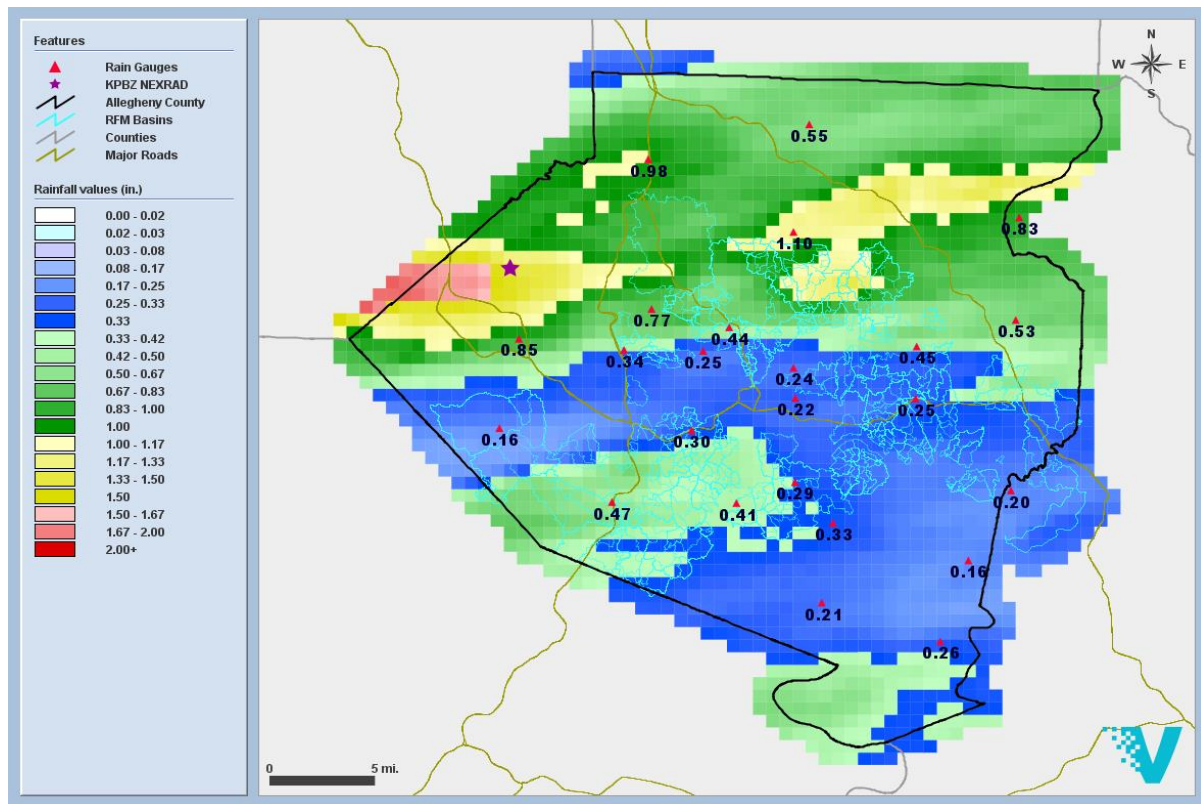 Features
Rain Gauges
KPBZ NEXRAD
Allegheny County
RFM Basins
Counties
Major Roads
Rainfall values (in.)
0.00 - 0.02
0.02 - 0.03
0.03 - 0.08
0.08 - 0.17
0.17 - 0.25
0.25 - 0.33
0.33
0.33 - 0.42
0.42 - 0.50
0.50 - 0.67
0.67 - 0.83
0.83 - 1.00
1.00
1.00 - 1.17
1.17 - 1.33
1.33 - 1.50
1.50
1.50 - 1.67
1.67 - 2.00
2.00+
N
W E
S
0.55
0.98
0.83
1.10
0.77
0.53
0.44
0.85
0.34
0.25
0.45
0.24
0.22
0.25
0.16
0.30
0.29
0.20
0.47
0.41
0.33
0.16
0.21
0.26
0 5 mi.
V